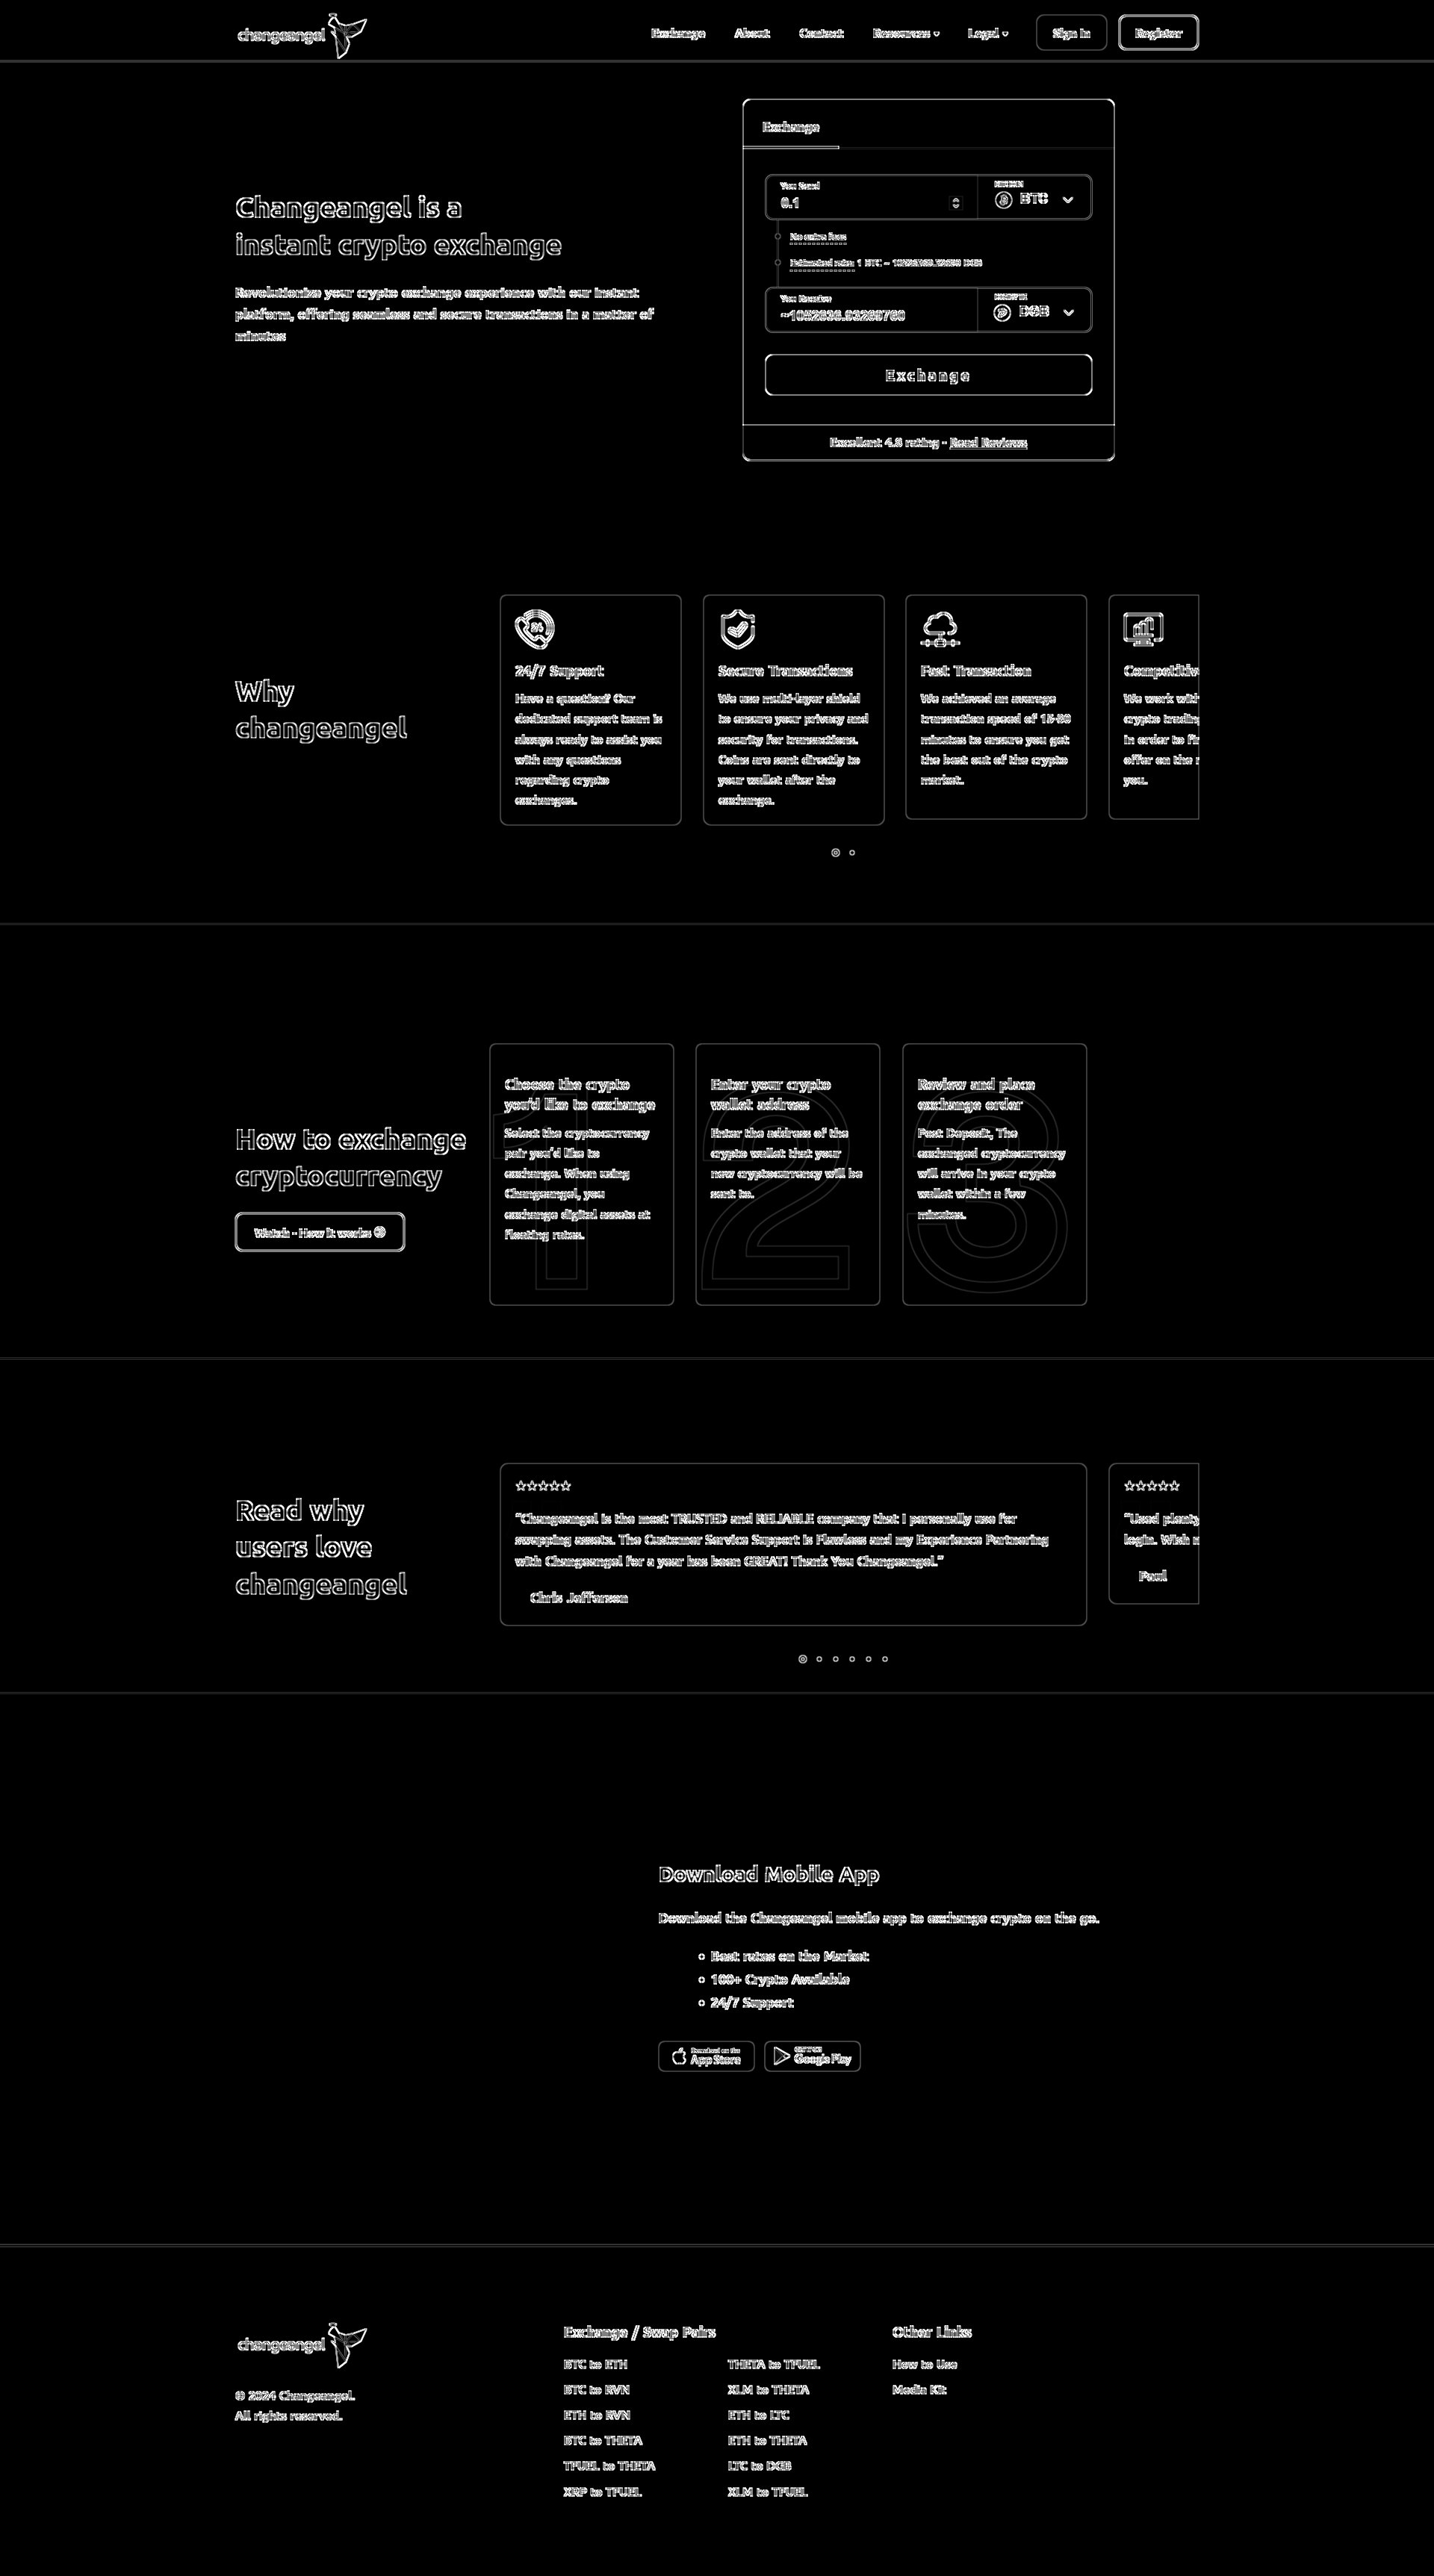 changeangel
Exchange About Contact Resources Legal Sign In Register
Exchange
You Send
0.1
BTC
No extra fees
Estimated rate: 1 BTC ~
You Receive
DGB
Exchange
Excellent 4.8 rating - Read Reviews
Changeangel is a
instant crypto exchange
Revolutionize your crypto exchange experience with our instant
platform, offering seamless and secure transactions in a matter of
minutes
Why
changeangel
24/7 Support
Have a question? Our
dedicated support team is
always ready to assist you
with any questions
regarding crypto
exchanges.
Secure Transactions
We use multi-layer shield
to ensure your privacy and
security for transactions.
Coins are sent directly to
your wallet after the
exchange.
Fast Transaction
We achieved an average
transaction speed of
minutes to ensure you get
the best out of the crypto
market.
Competitiv
We work with
crypto trading
in order to fi
offer on the
you.
How to exchange
cryptocurrency
Watch - How it works
1
Choose the crypto
you'd like to exchange
Select the cryptocurrency
pair you'd like to
exchange. When using
Changeangel, you
exchange digital assets at
floating rates.
2
Enter your crypto
wallet address
Enter the address of the
crypto wallet that your
new cryptocurrency will be
sent to.
3
Review and place
exchange order
Post Deposit, The
exchanged cryptocurrency
will arrive in your crypto
wallet within a few
minutes.
Read why
users love
changeangel
"Changeangel is the most TRUSTED and RELIABLE company that I personally use for
swapping assets. The Customer Service Support is Flawless and my Experience Partnering
with Changeangel for a year has been GREAT! Thank You Changeangel."
Chris Jefferson
"Used plenty
login. Wish
Paul
Download Mobile App
Download the Changeangel mobile app to exchange crypto on the go.
Best rates on the Market
100+ Crypto Available
24/7 Support
Download on the
App Store
GET IT ON
Google Play
changeangel
© 2024 Changeangel.
All rights reserved.
Exchange / Swap Pairs
BTC to ETH
BTC to RVN
ETH to RVN
BTC to THETA
TFUEL to THETA
XRP to TFUEL
THETA to TFUEL
XLM to THETA
ETH to LTC
ETH to THETA
LTC to DGB
XLM to TFUEL
Other Links
How to Use
Media Kit